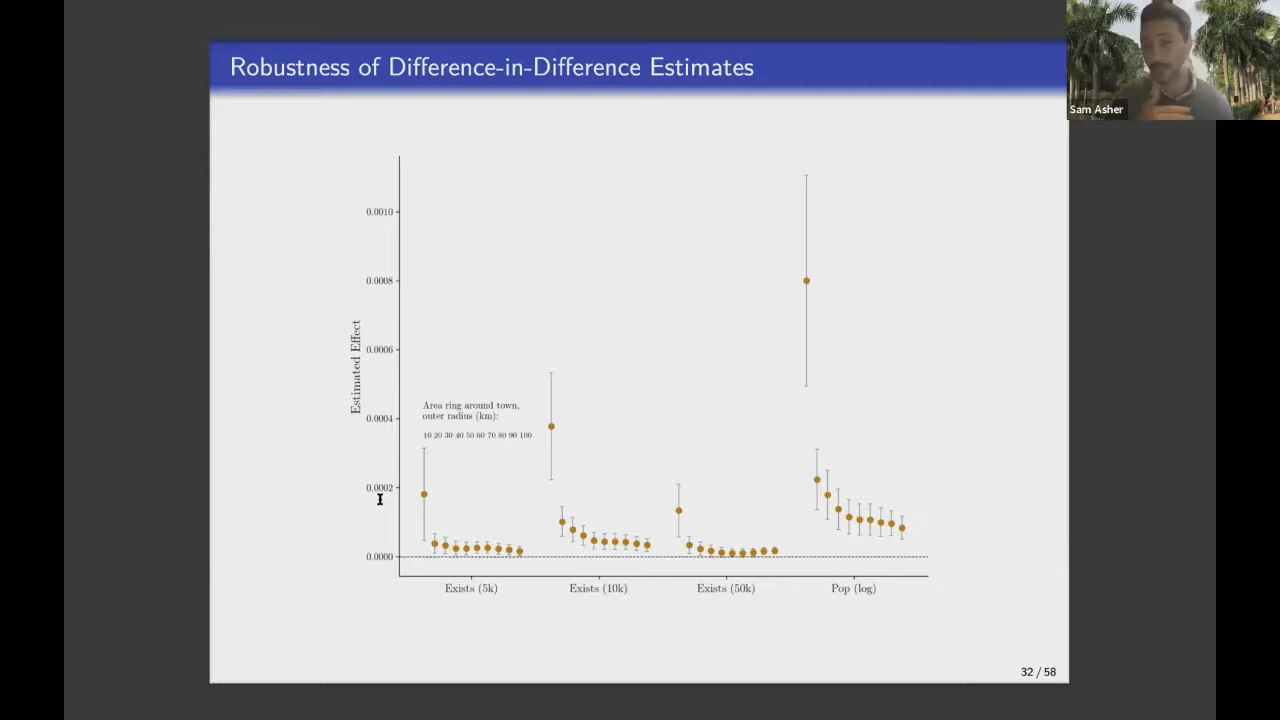 Robustness of Difference-in-Difference Estimates
Sam Asher
0.0010
0.0008
0.0006
0.0004
0.0002
0.0000
Estimated Effect
Area ring around town,
outer radius (km):
10 20 30 40 50 60 70 80 90 100
Exists (5k) Exists (10k) Exists (50k) Pop (log)
32 / 58